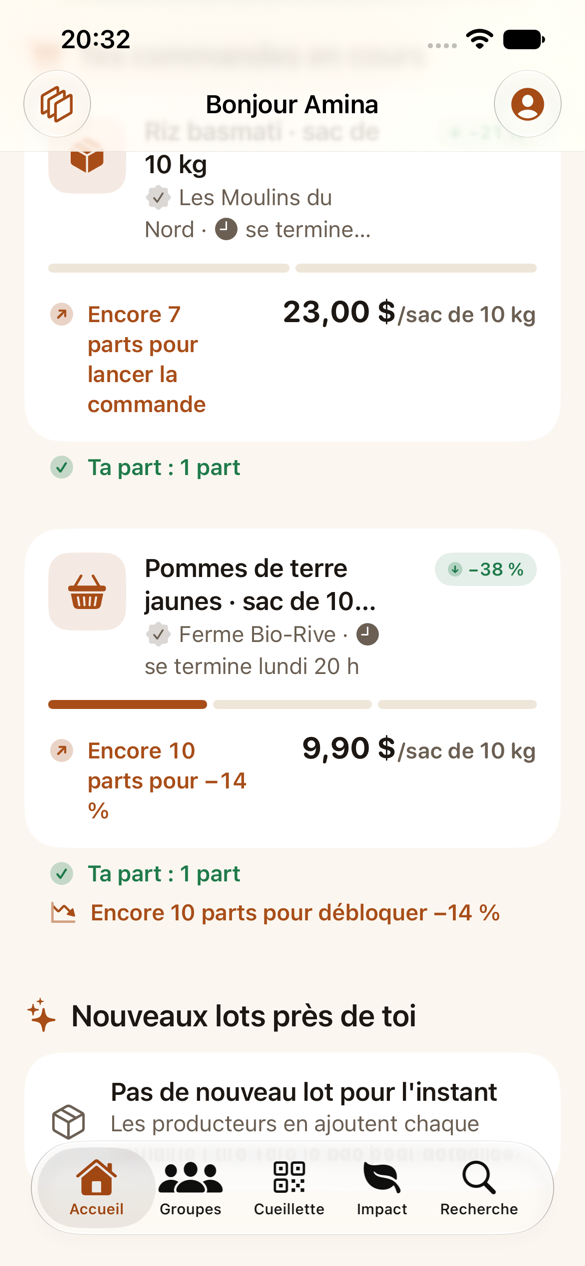 20:32
Bonjour Amina
Riz basmati · sac de
10 kg
Les Moulins du
Nord · se termine...
Encore 7
parts pour
lancer la
commande
23,00 $/sac de 10 kg
Ta part : 1 part
Pommes de terre
jaunes · sac de 10...
−38 %
Ferme Bio-Rive ·
se termine lundi 20 h
Encore 10
parts pour −14
%
9,90 $/sac de 10 kg
Ta part : 1 part
Encore 10 parts pour débloquer −14 %
Nouveaux lots près de toi
Pas de nouveau lot pour l'instant
Les producteurs en ajoutent chaque
Accueil
Groupes
Cueillette
Impact
Recherche